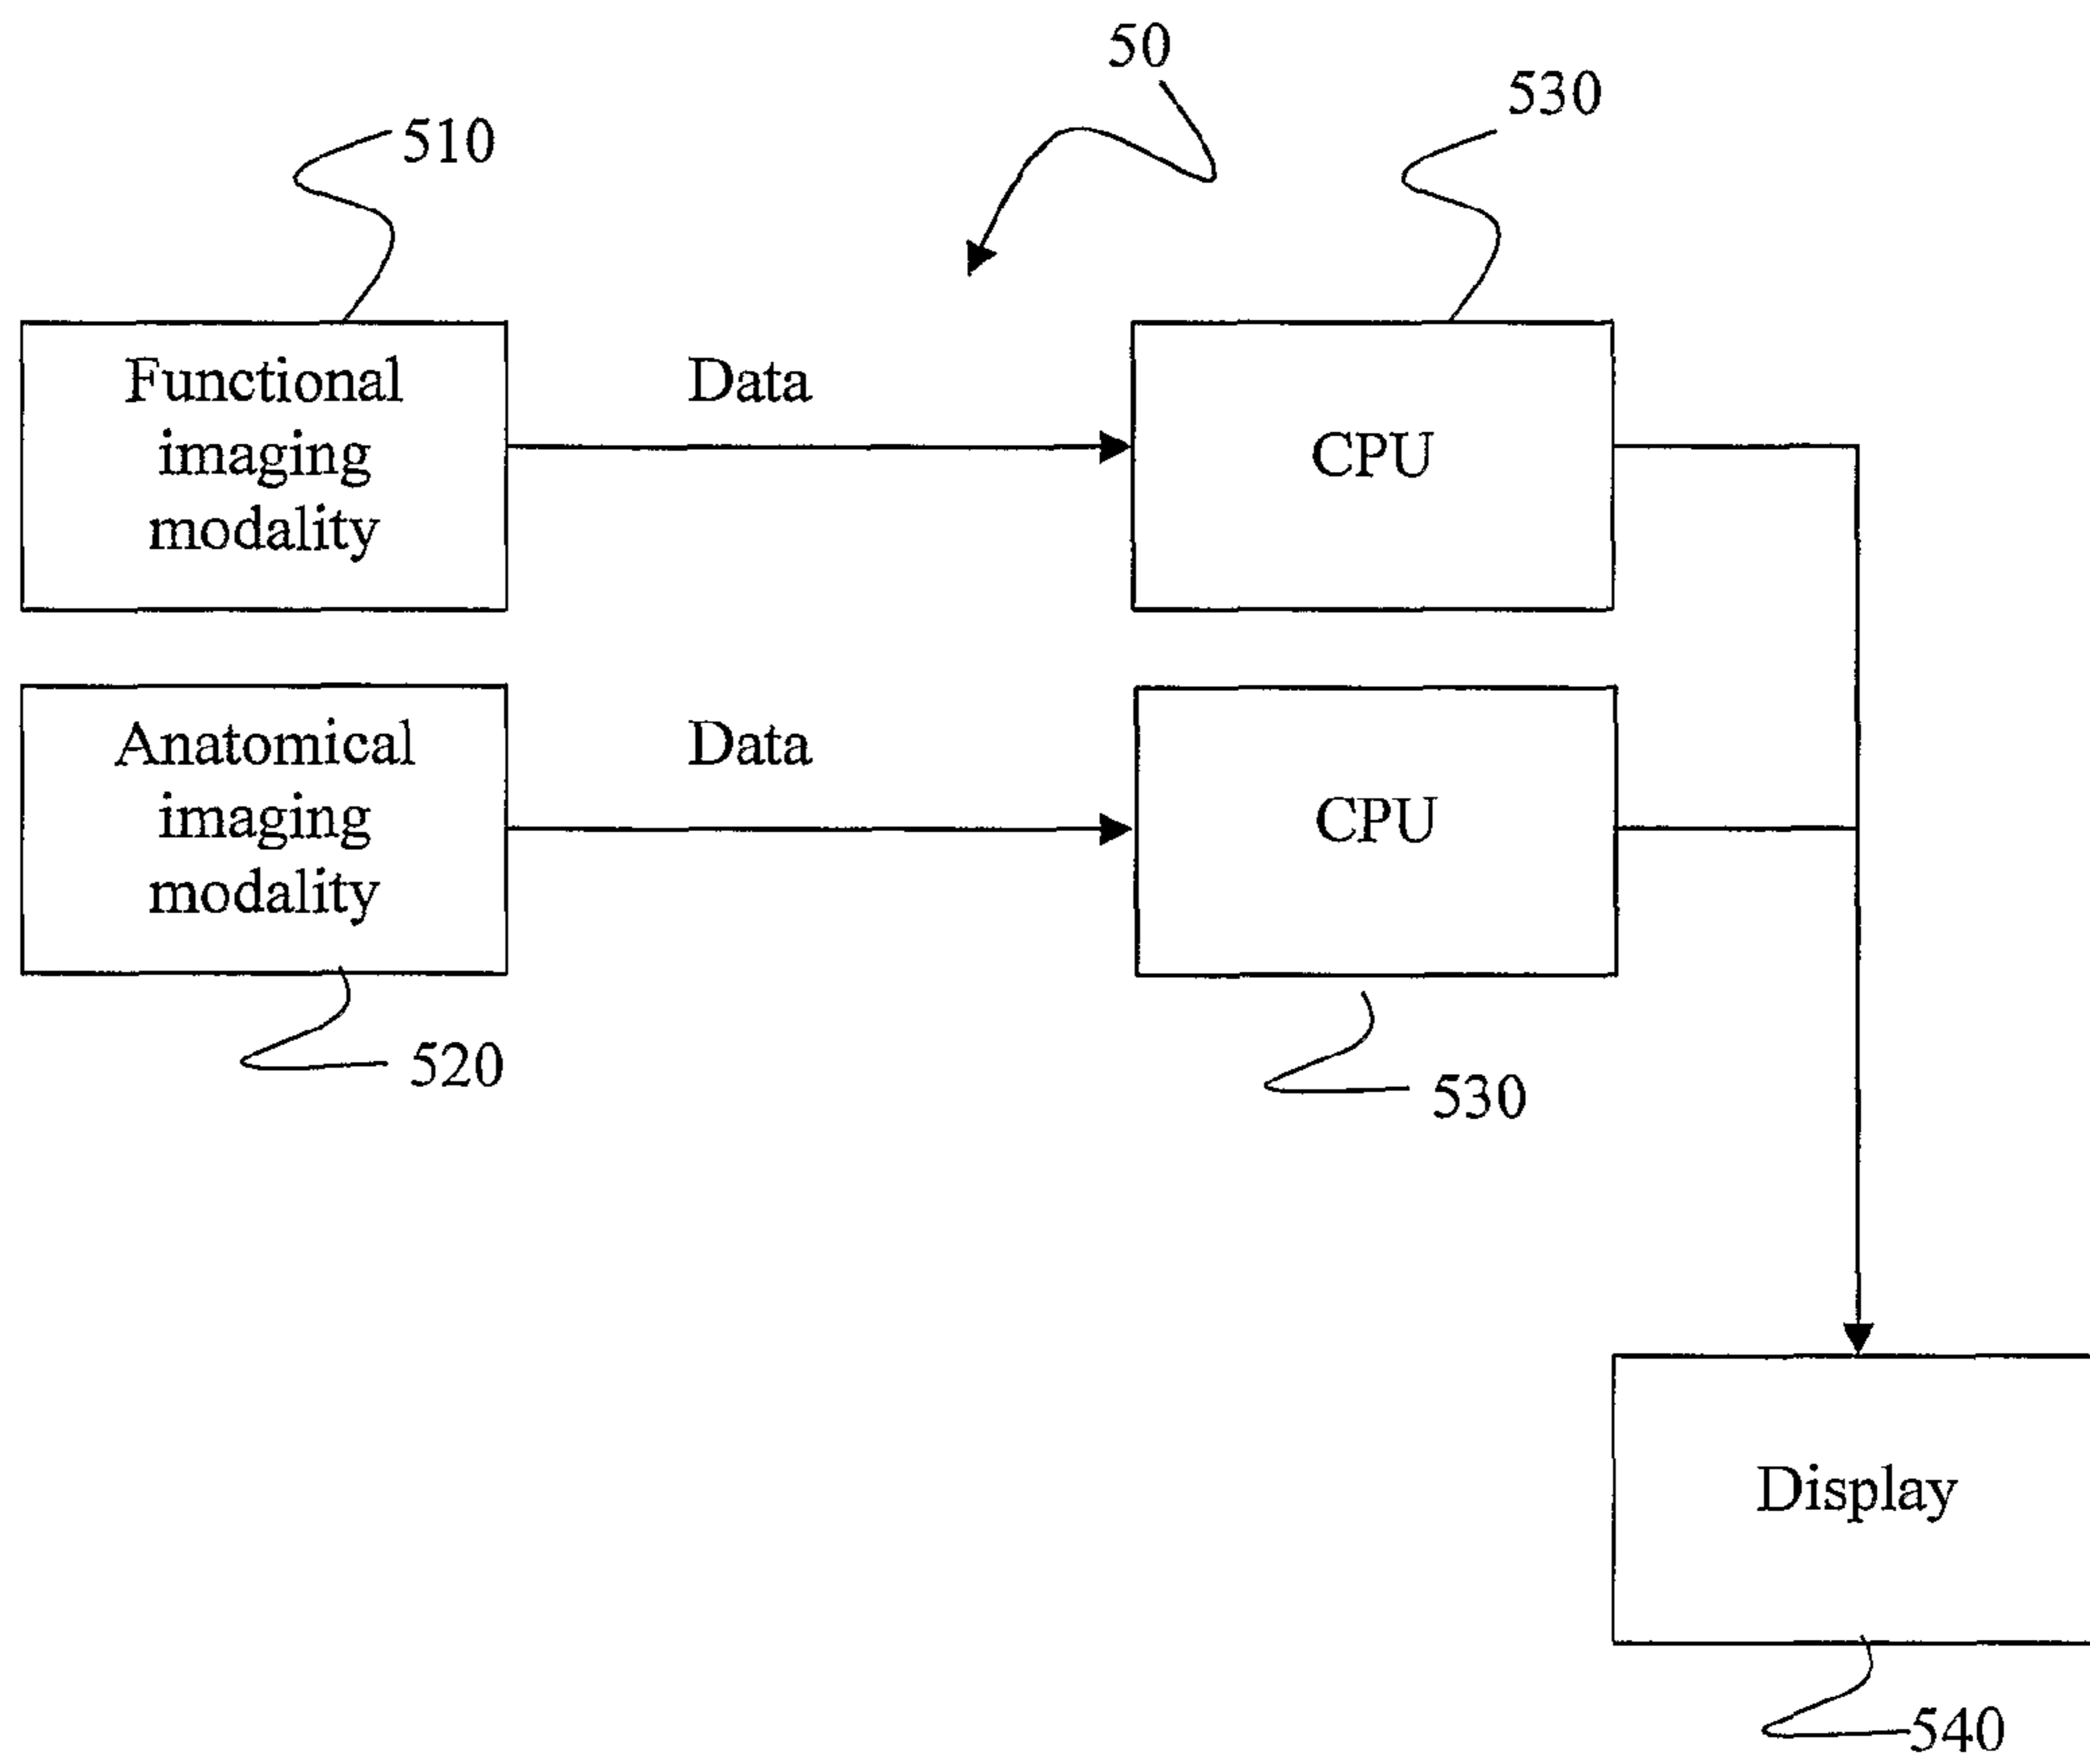 50
530
510
Functional
imaging
modality
Data
CPU
Anatomical
imaging
modality
Data
CPU
520
530
Display
540